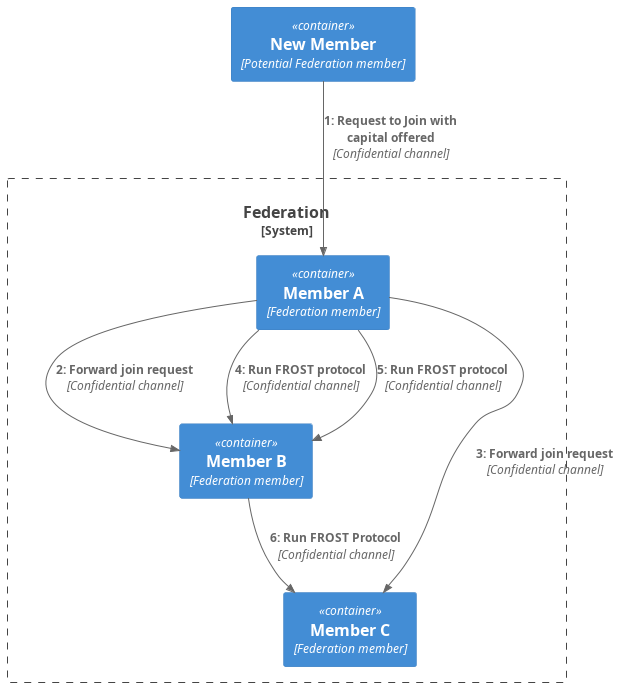 «container»
New Member
[Potential Federation member]
1: Request to Join with
capital offered
[Confidential channel]
Federation
[System]
«container»
Member A
[Federation member]
2: Forward join request
[Confidential channel]
4: Run FROST protocol
[Confidential channel]
5: Run FROST protocol
[Confidential channel]
«container»
Member B
[Federation member]
3: Forward join request
[Confidential channel]
6: Run FROST Protocol
[Confidential channel]
«container»
Member C
[Federation member]